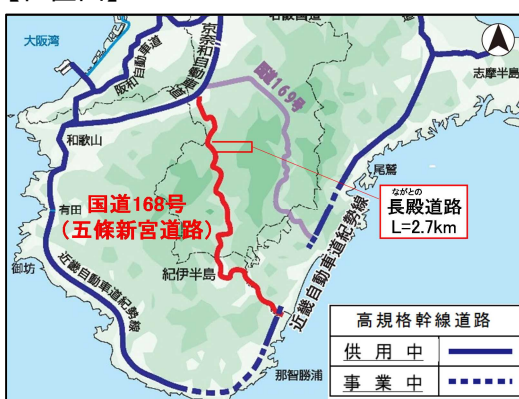 大阪湾
阪和自動車道
京奈和自動車道
名阪国道
志摩半島
国道169号
和歌山
尾鷲
国道168号
（五條新宮道路）
ながとの
長殿道路
L=2.7km
有田
御坊
紀伊半島
近畿自動車道紀勢線
近畿自動車道紀勢線
那智勝浦
高規格幹線道路
供用中
事業中